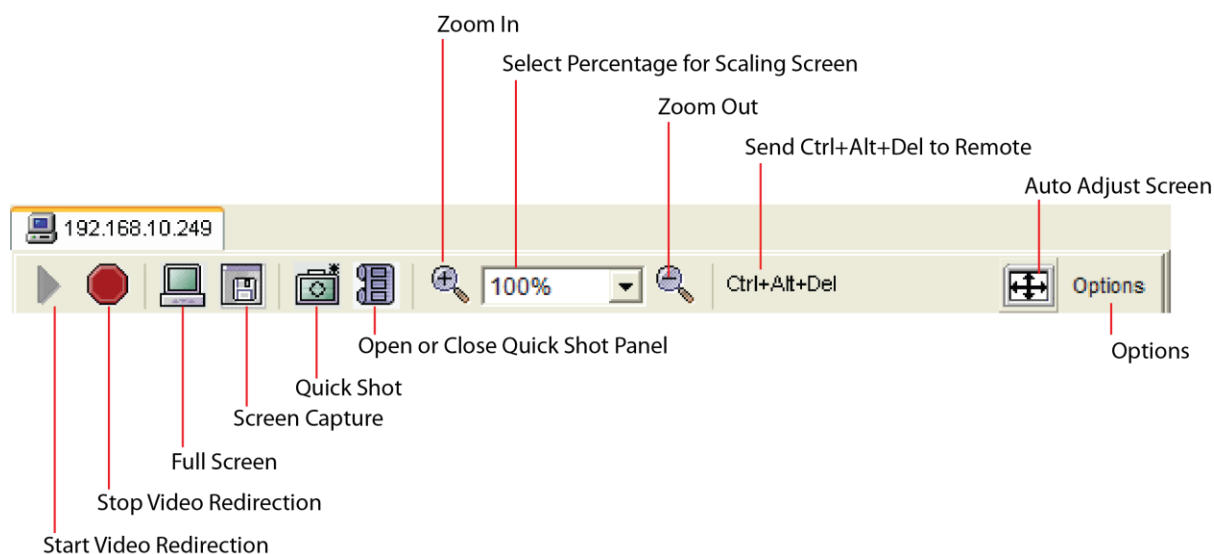 Zoom In
Select Percentage for Scaling Screen
Zoom Out
Send Ctrl+Alt+Del to Remote
Auto Adjust Screen
192.168.10.249
100%
Ctrl+Alt+Del
Options
Open or Close Quick Shot Panel
Options
Quick Shot
Screen Capture
Full Screen
Stop Video Redirection
Start Video Redirection